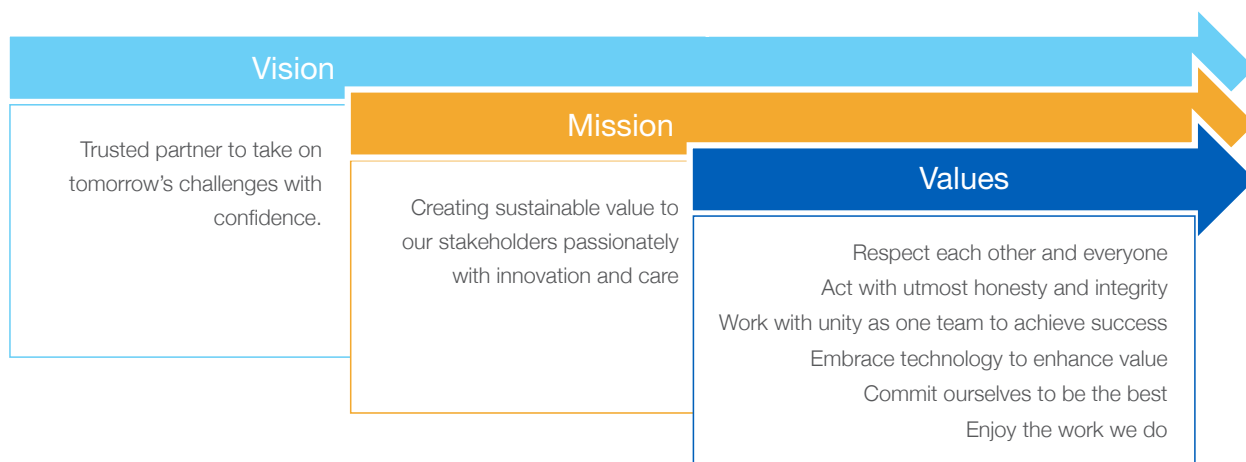 Vision
Trusted partner to take on
tomorrow’s challenges with
confidence.
Mission
Creating sustainable value to
our stakeholders passionately
with innovation and care
Values
Respect each other and everyone
Act with utmost honesty and integrity
Work with unity as one team to achieve success
Embrace technology to enhance value
Commit ourselves to be the best
Enjoy the work we do